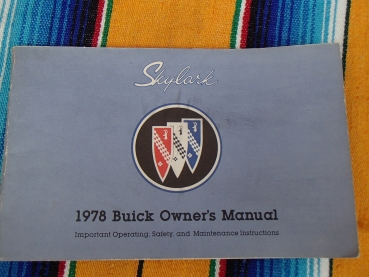 Skylark
1978 Buick Owner's Manual
Important Operating, Safety, and Maintenance Instructions